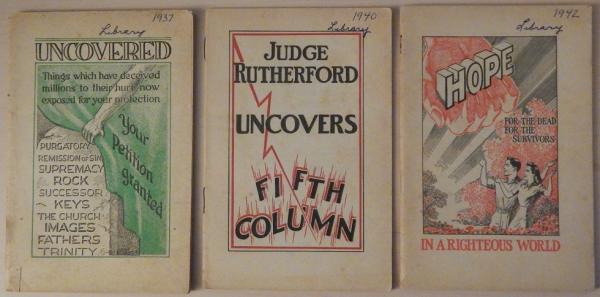 1937
Library
UNCOVERED
Things which have deceived
millions to their hurt now
exposed for your protection
Your
Petition
granted
PURGATORY
REMISSION OF SIN
SUPREMACY
ROCK
SUCCESSOR
KEYS
THE CHURCH
IMAGES
FATHERS
TRINITY
1940
Library
JUDGE
RUTHERFORD
UNCOVERS
FIFTH
COLUMN
1942
Library
HOPE
FOR THE DEAD
FOR THE
SURVIVORS
IN A RIGHTEOUS WORLD